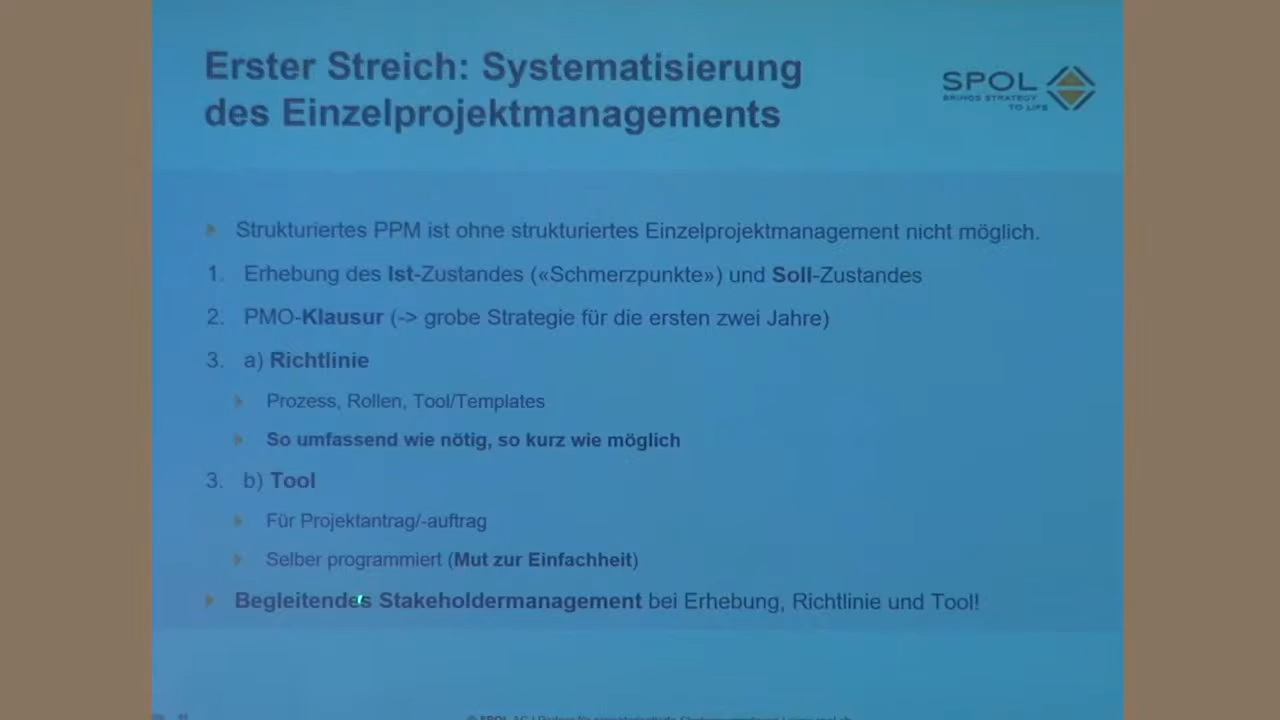 Erster Streich: Systematisierung
des Einzelprojektmanagements
SPOL
BRINGS STRATEGY
TO LIFE
Strukturiertes PPM ist ohne strukturiertes Einzelprojektmanagement nicht möglich.
1. Erhebung des Ist-Zustandes («Schmerzpunkte») und Soll-Zustandes
2. PMO-Klausur (-> grobe Strategie für die ersten zwei Jahre)
3. a) Richtlinie
Prozess, Rollen, Tool/Templates
So umfassend wie nötig, so kurz wie möglich
3. b) Tool
Für Projektantrag/-auftrag
Selber programmiert (Mut zur Einfachheit)
Begleitendes Stakeholdermanagement bei Erhebung, Richtlinie und Tool!